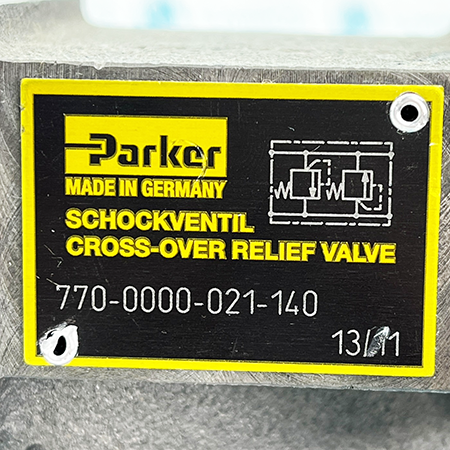 Parker
MADE IN GERMANY
SCHOCKVENTIL
CROSS-OVER RELIEF VALVE
770-0000-021-140
13/11